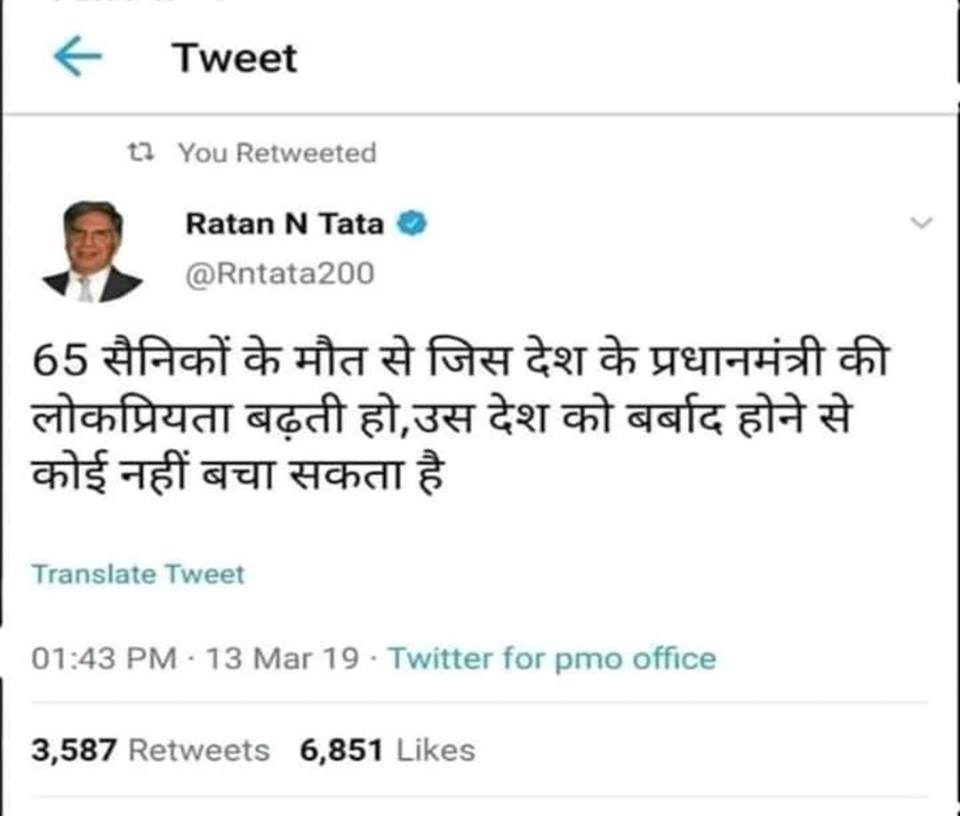 Tweet
You Retweeted
Ratan N Tata
@Rntata200
65 सैनिकों के मौत से जिस देश के प्रधानमंत्री की
लोकप्रियता बढ़ती हो,उस देश को बर्बाद होने से
कोई नहीं बचा सकता है
Translate Tweet
01:43 PM · 13 Mar 19 · Twitter for pmo office
3,587 Retweets 6,851 Likes